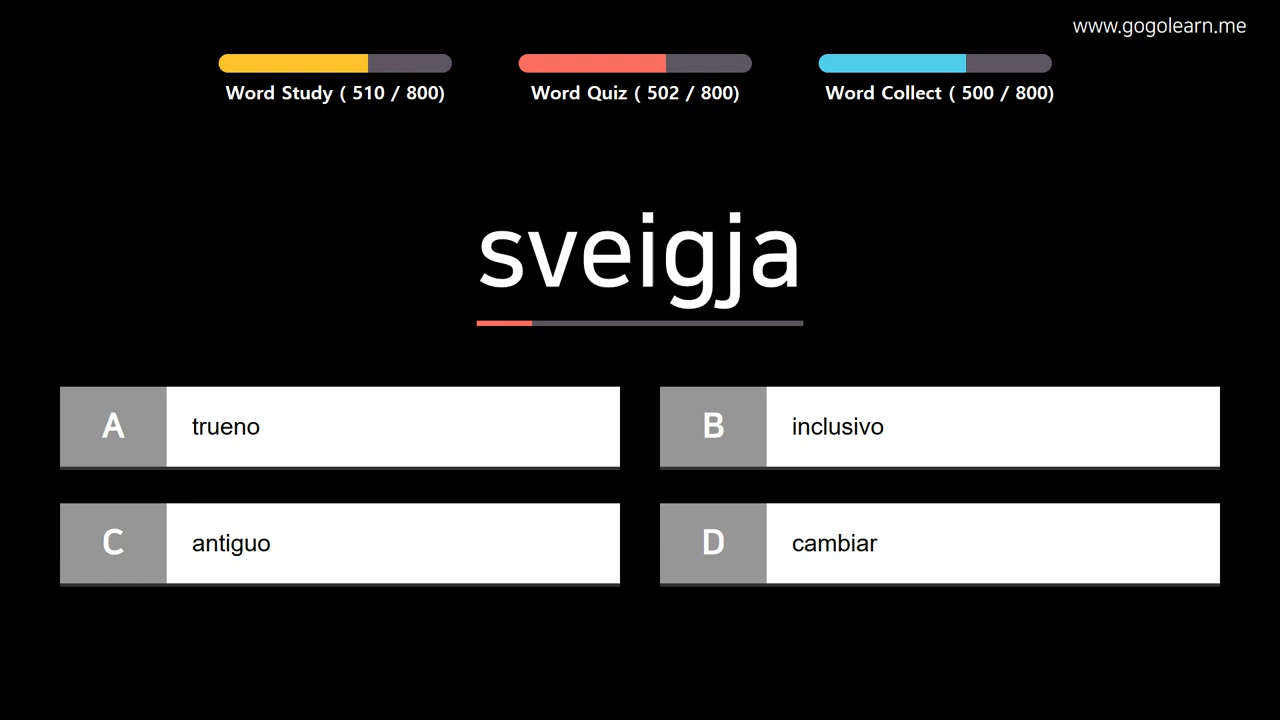 www.gogolearn.me
Word Study ( 510 / 800)
Word Quiz ( 502 / 800)
Word Collect ( 500 / 800)
sveigja
A trueno
B inclusivo
C antiguo
D cambiar